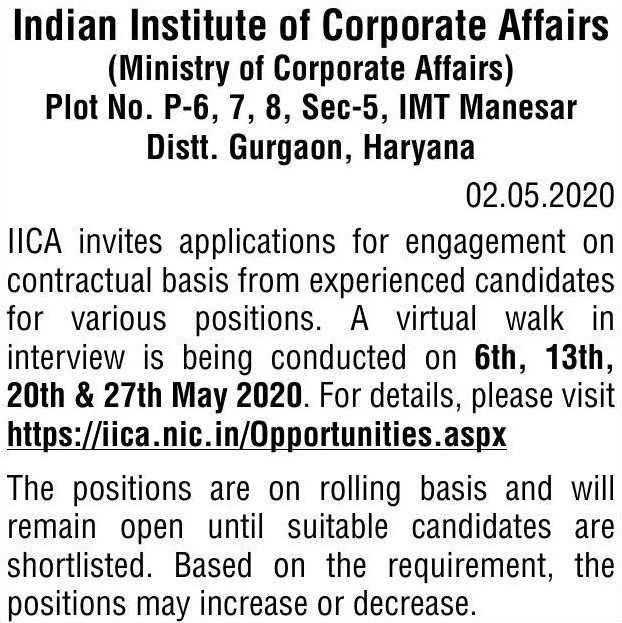 Indian Institute of Corporate Affairs
(Ministry of Corporate Affairs)
Plot No. P-6, 7, 8, Sec-5, IMT Manesar
Distt. Gurgaon, Haryana
02.05.2020
IICA invites applications for engagement on
contractual basis from experienced candidates
for various positions. A virtual walk in
interview is being conducted on 6th, 13th,
20th & 27th May 2020. For details, please visit
https://iica.nic.in/Opportunities.aspx
The positions are on rolling basis and will
remain open until suitable candidates are
shortlisted. Based on the requirement, the
positions may increase or decrease.